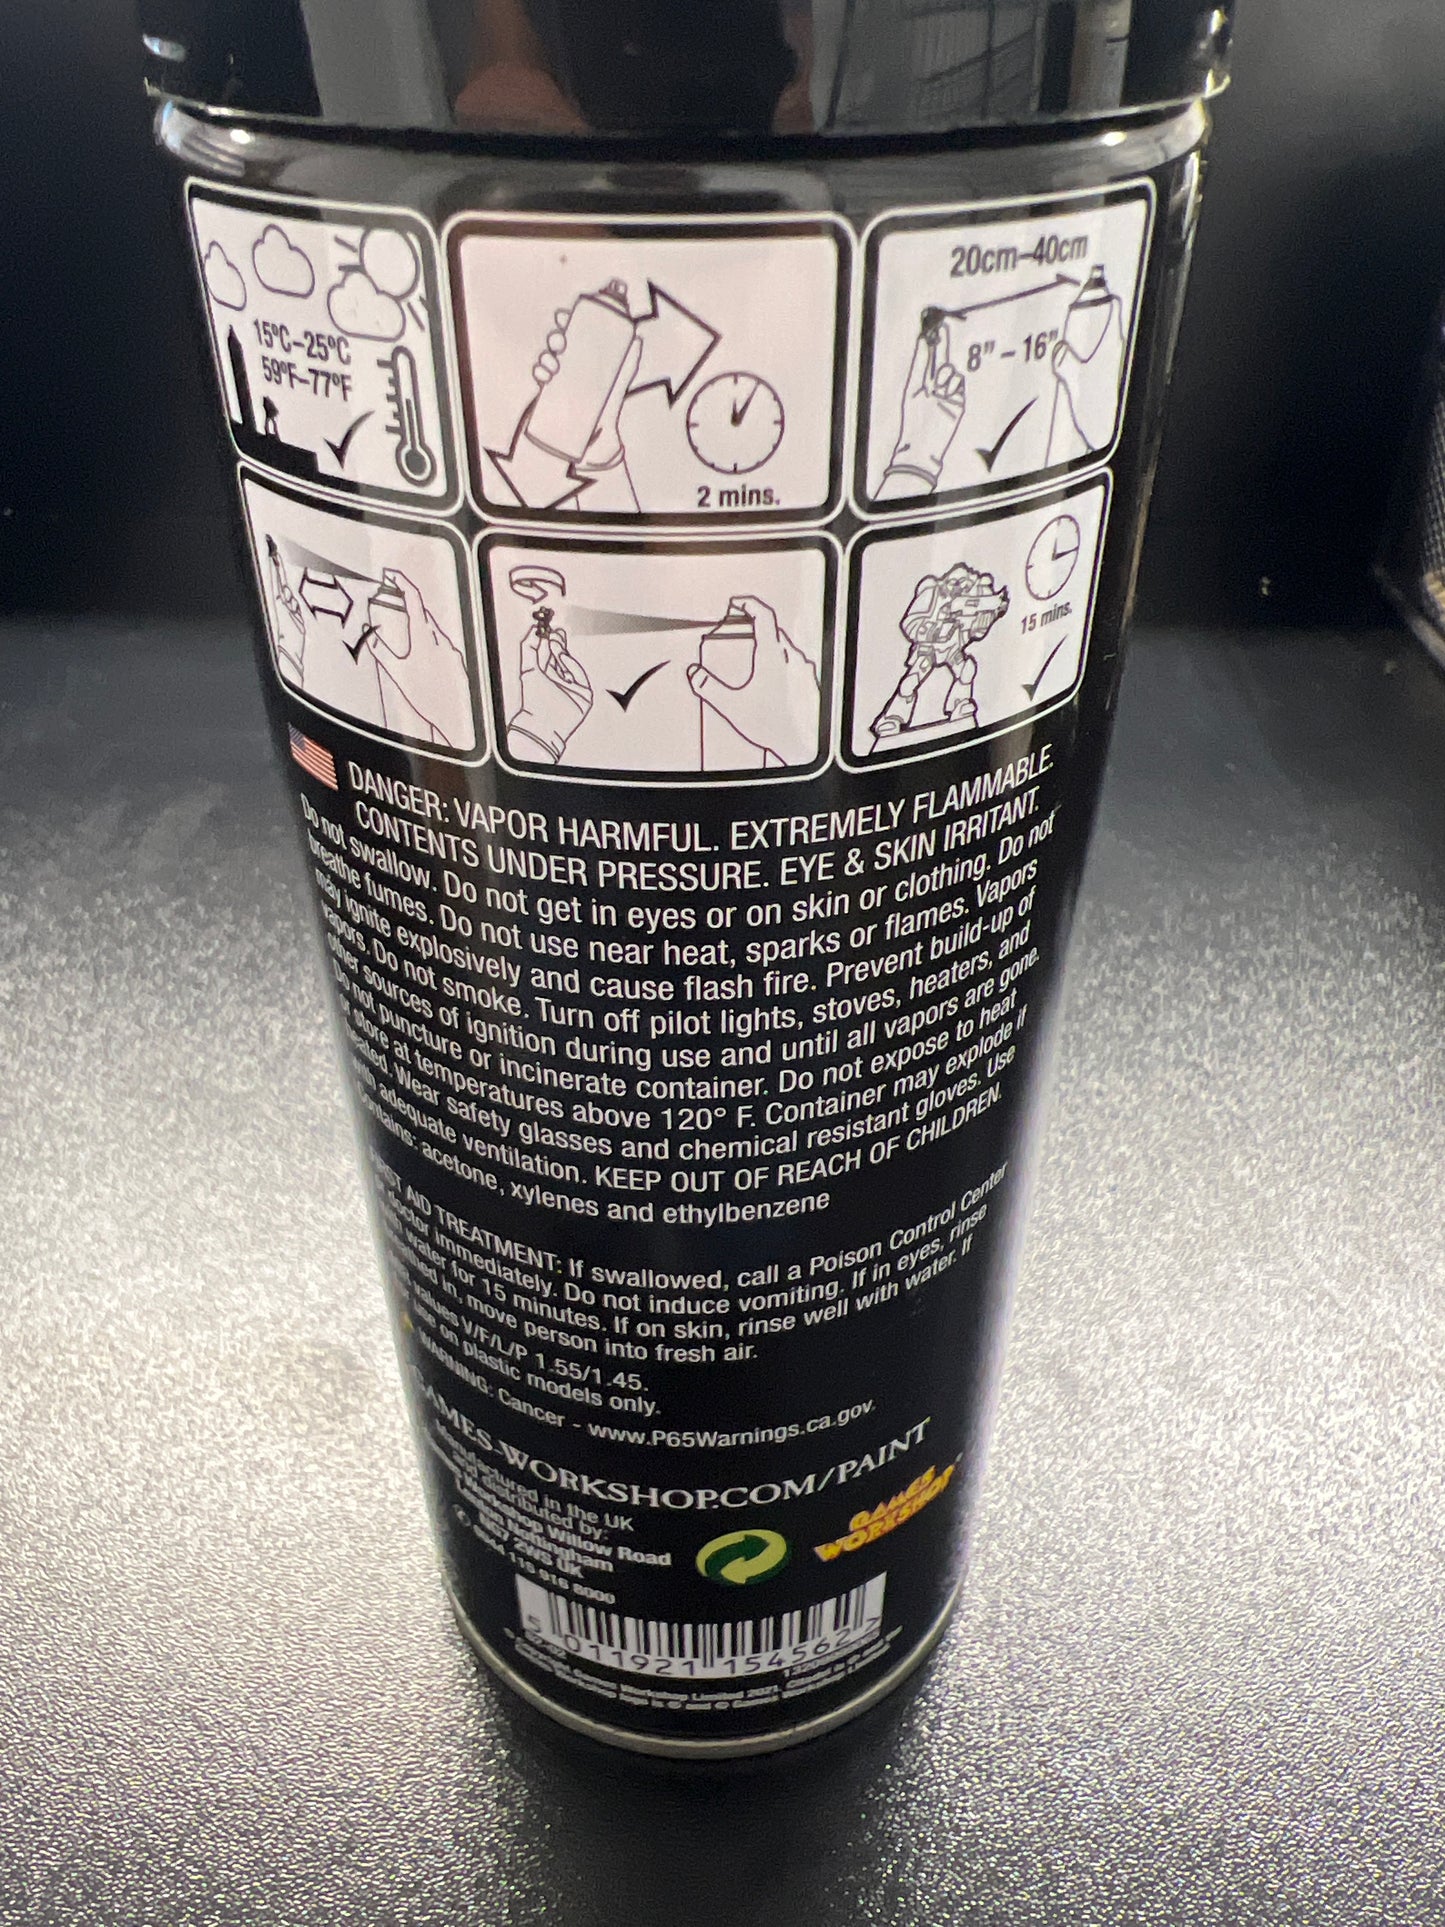 15°C–25°C
59°F–77°F
2 mins.
20cm–40cm
8” – 16”
15 mins.
DANGER: VAPOR HARMFUL. EXTREMELY FLAMMABLE.
CONTENTS UNDER PRESSURE. EYE & SKIN IRRITANT.
Do not swallow. Do not get in eyes or on skin or clothing. Do not
breathe fumes. Do not use near heat, sparks or flames. Vapors
may ignite explosively and cause flash fire. Prevent build-up of
vapors. Do not smoke. Turn off pilot lights, stoves, heaters, and
other sources of ignition during use and until all vapors are gone.
Do not puncture or incinerate container. Do not expose to heat
or store at temperatures above 120° F. Container may explode if
heated. Wear safety glasses and chemical resistant gloves. Use
with adequate ventilation. KEEP OUT OF REACH OF CHILDREN.
Contains: acetone, xylenes and ethylbenzene
FIRST AID TREATMENT: If swallowed, call a Poison Control Center
doctor immediately. Do not induce vomiting. If in eyes, rinse
with water for 15 minutes. If on skin, rinse well with water. If
breathed in, move person into fresh air.
values V/F/L/P 1.55/1.45.
use on plastic models only.
WARNING: Cancer - www.P65Warnings.ca.gov.
GAMES-WORKSHOP.COM/PAINT
Manufactured in the UK
and distributed by:
Games Workshop Willow Road
Lenton Nottingham
NG7 2WS UK
GAMES
WORKSHOP
5 011921 154562 >